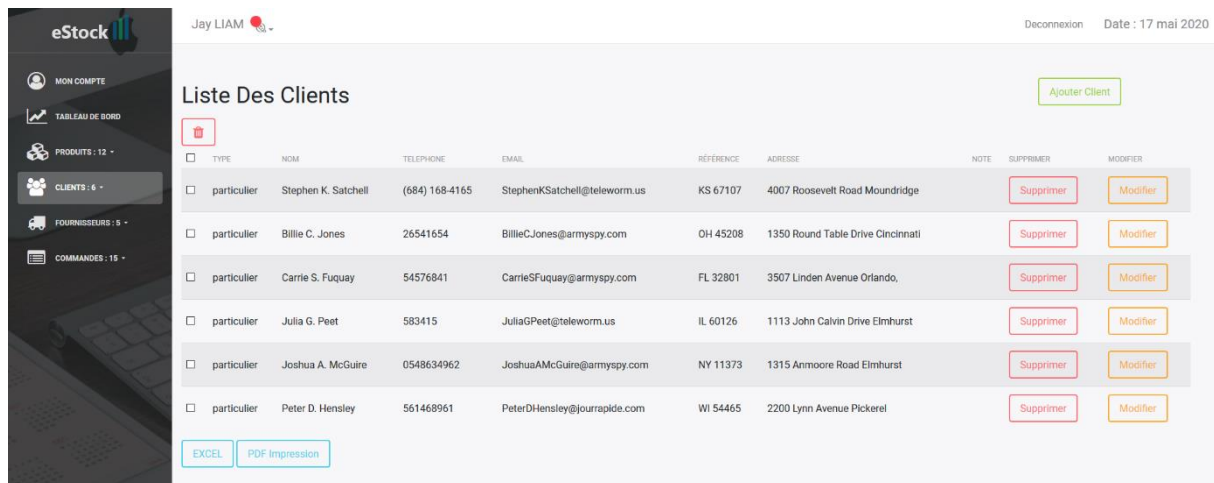 eStock
Jay LIAM
Deconnexion
Date : 17 mai 2020
MON COMPTE
TABLEAU DE BORD
PRODUITS : 12
CLIENTS : 6
FOURNISSEURS : 5
COMMANDES : 15
Liste Des Clients
Ajouter Client
TYPE NOM TELEPHONE EMAIL RÉFÉRENCE ADRESSE NOTE SUPPRIMER MODIFIER
particulier Stephen K. Satchell (684) 168-4165 StephenKSatchell@teleworm.us KS 67107 4007 Roosevelt Road Moundridge Supprimer Modifier
particulier Billie C. Jones 26541654 BillieCJones@armyspy.com OH 45208 1350 Round Table Drive Cincinnati Supprimer Modifier
particulier Carrie S. Fuquay 54576841 CarrieSFuquay@armyspy.com FL 32801 3507 Linden Avenue Orlando, Supprimer Modifier
particulier Julia G. Peet 583415 JuliaGPeet@teleworm.us IL 60126 1113 John Calvin Drive Elmhurst Supprimer Modifier
particulier Joshua A. McGuire 0548634962 JoshuaAMcGuire@armyspy.com NY 11373 1315 Anmoore Road Elmhurst Supprimer Modifier
particulier Peter D. Hensley 561468961 PeterDHensley@jourrapide.com WI 54465 2200 Lynn Avenue Pickerel Supprimer Modifier
EXCEL PDF Impression